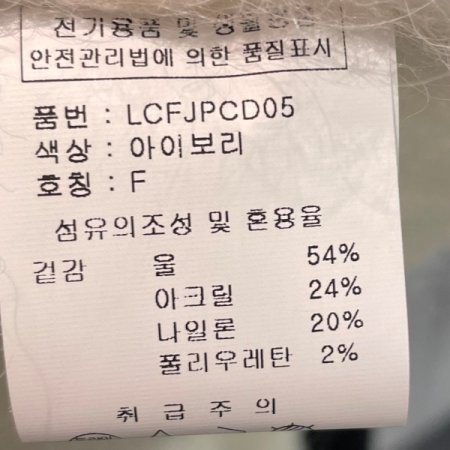 전기용품 및 생활용품
안전관리법에 의한 품질표시
품번 : LCFJPCD05
색상 : 아이보리
호칭 : F
섬유의조성 및 혼용율
겉감 울 54%
아크릴 24%
나일론 20%
폴리우레탄 2%
취급주의